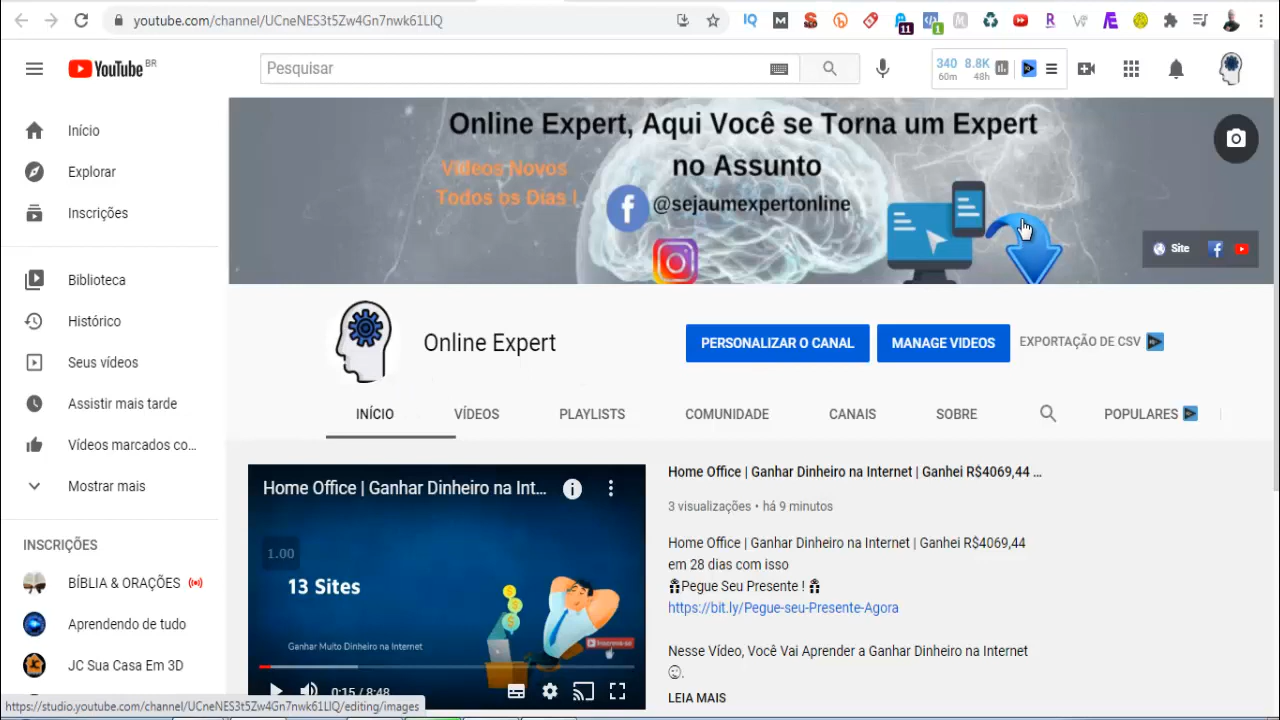 youtube.com/channel/UCneNES3t5Zw4Gn7nwk61LIQ
11
1
YouTube BR
Pesquisar
340 8.8K
60m 48h
Início
Explorar
Inscrições
Biblioteca
Histórico
Seus vídeos
Assistir mais tarde
Vídeos marcados co...
Mostrar mais
INSCRIÇÕES
BÍBLIA & ORAÇÕES
Aprendendo de tudo
JC Sua Casa Em 3D
Online Expert, Aqui Você se Torna um Expert
no Assunto
Vídeos Novos
Todos os Dias !
@sejaumexpertonline
Site
Online Expert
PERSONALIZAR O CANAL
MANAGE VIDEOS
EXPORTAÇÃO DE CSV
INÍCIO
VÍDEOS
PLAYLISTS
COMUNIDADE
CANAIS
SOBRE
POPULARES
Home Office | Ganhar Dinheiro na Int...
1.00
13 Sites
Ganhar Muito Dinheiro na Internet
Inscreva-se
0:15 / 8:48
Home Office | Ganhar Dinheiro na Internet | Ganhei R$4069,44 ...
3 visualizações • há 9 minutos
Home Office | Ganhar Dinheiro na Internet | Ganhei R$4069,44
em 28 dias com isso
Pegue Seu Presente !
https://bit.ly/Pegue-seu-Presente-Agora
Nesse Vídeo, Você Vai Aprender a Ganhar Dinheiro na Internet
.
LEIA MAIS
https://studio.youtube.com/channel/UCneNES3t5Zw4Gn7nwk61LIQ/editing/images